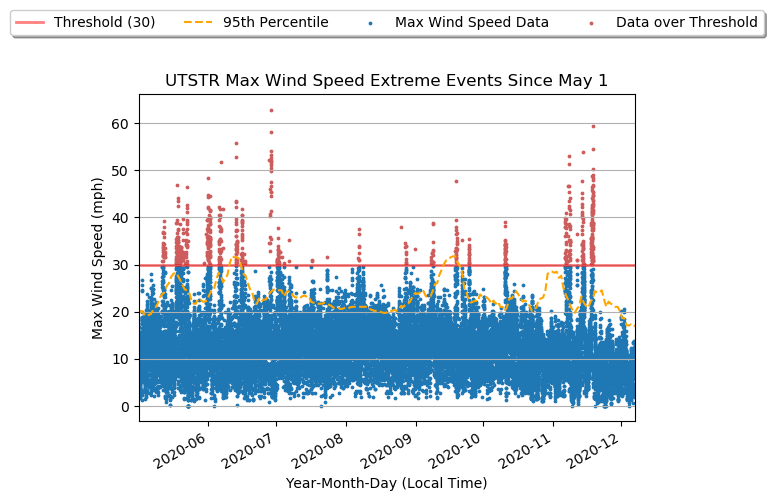 Threshold (30) 95th Percentile Max Wind Speed Data Data over Threshold
UTSTR Max Wind Speed Extreme Events Since May 1
Max Wind Speed (mph)
60
50
40
30
20
10
0
2020-06 2020-07 2020-08 2020-09 2020-10 2020-11 2020-12
Year-Month-Day (Local Time)